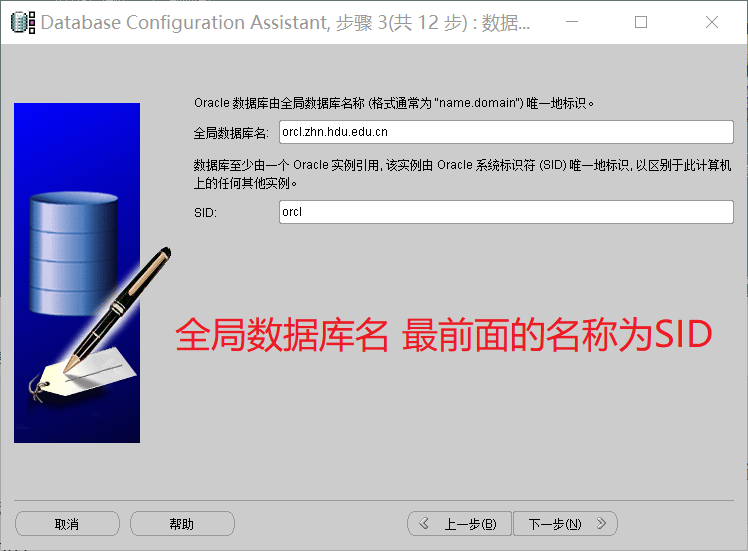 Database Configuration Assistant, 步骤 3(共 12 步) : 数据...
Oracle 数据库由全局数据库名称 (格式通常为 "name.domain") 唯一地标识。
全局数据库名: orcl.zhn.hdu.edu.cn
数据库至少由一个 Oracle 实例引用, 该实例由 Oracle 系统标识符 (SID) 唯一地标识, 以区别于此计算机
上的任何其他实例。
SID: orcl
全局数据库名 最前面的名称为SID
取消 帮助 上一步(B) 下一步(N)